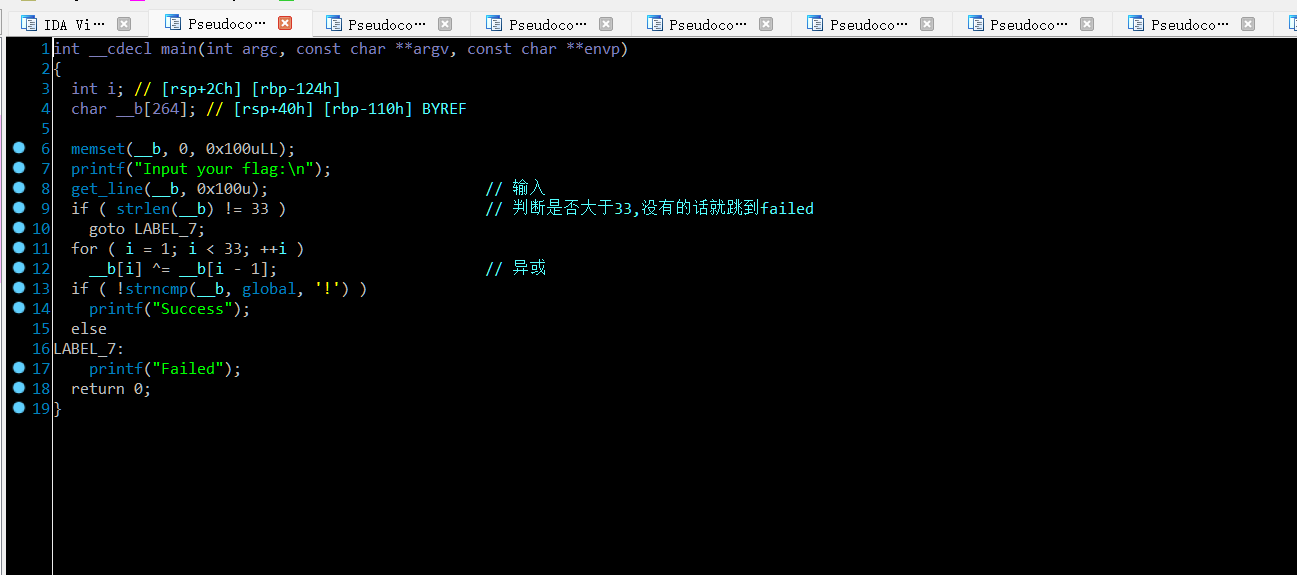 IDA Vi··· Pseudoco··· Pseudoco··· Pseudoco··· Pseudoco··· Pseudoco··· Pseudoco··· Pseudoco···
1 int __cdecl main(int argc, const char **argv, const char **envp)
2 {
3 int i; // [rsp+2Ch] [rbp-124h]
4 char __b[264]; // [rsp+40h] [rbp-110h] BYREF
5
6 memset(__b, 0, 0x100uLL);
7 printf("Input your flag:\n");
8 get_line(__b, 0x100u); // 输入
9 if ( strlen(__b) != 33 ) // 判断是否大于33,没有的话就跳到failed
10 goto LABEL_7;
11 for ( i = 1; i < 33; ++i )
12 __b[i] ^= __b[i - 1]; // 异或
13 if ( !strncmp(__b, global, '!') )
14 printf("Success");
15 else
16 LABEL_7:
17 printf("Failed");
18 return 0;
19 }